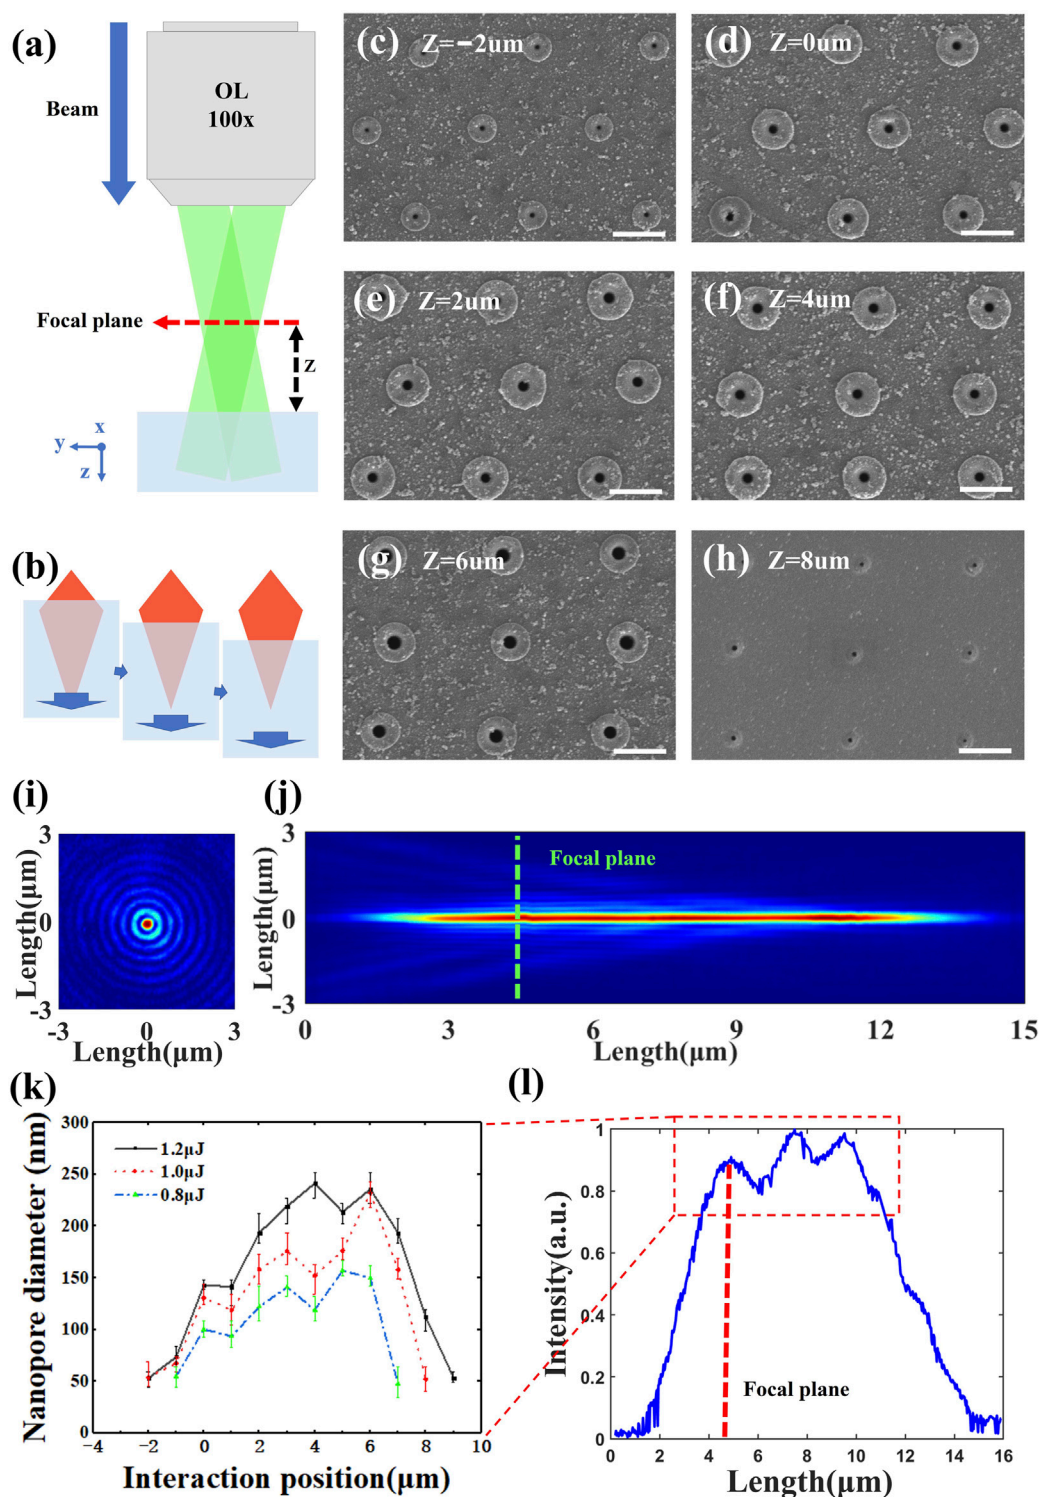 (a)
Beam
OL
100x
Focal plane
z
x
y
z
(b)
(c)
Z=−2um
(d)
Z=0um
(e)
Z=2um
(f)
Z=4um
(g)
Z=6um
(h)
Z=8um
(i)
3
0
-3
Length(μm)
-3
0
3
Length(μm)
(j)
3
0
-3
Length(μm)
Focal plane
0
3
6
9
12
15
Length(μm)
(k)
300
250
200
150
100
50
0
Nanopore diameter (nm)
1.2μJ
1.0μJ
0.8μJ
-4
-2
0
2
4
6
8
10
Interaction position(μm)
(l)
1
0.8
0.6
0.4
0.2
0
Intensity(a.u.)
Focal plane
0
2
4
6
8
10
12
14
16
Length(μm)